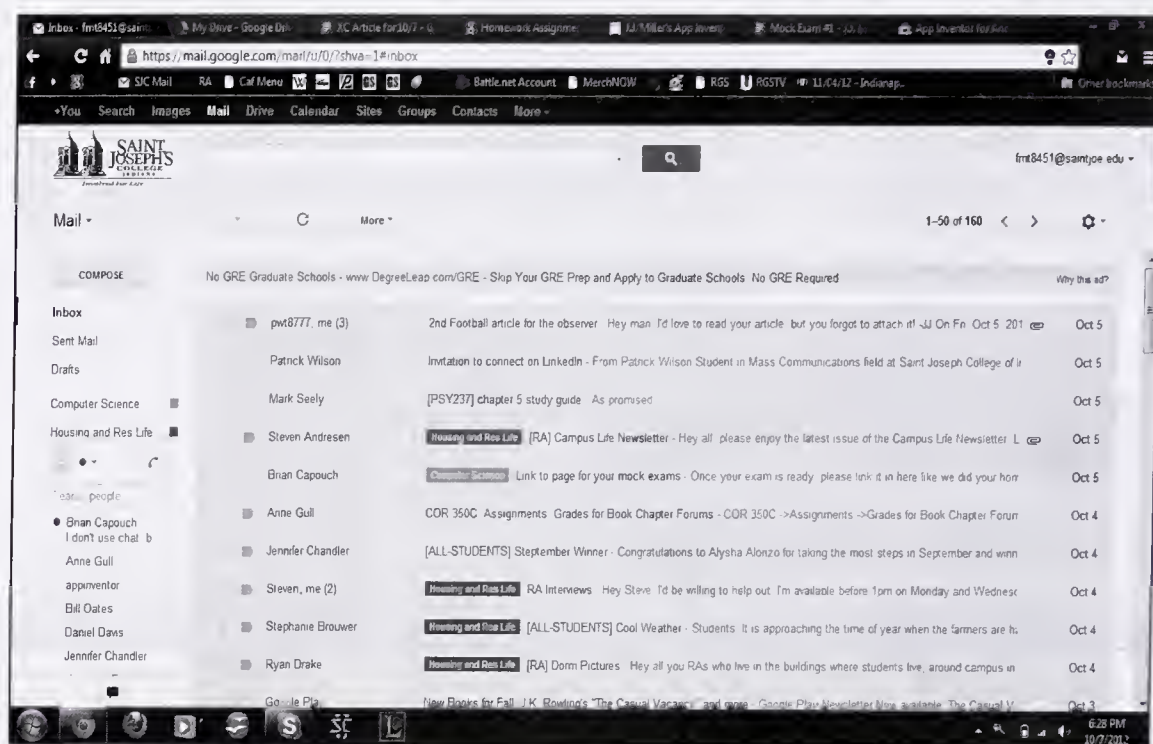 Inbox - fmt8451@saint
My Drive - Google Driv
XC Article for 10/7 - G
Homework Assignme
JJ Miller's App Invent
Mock Exam #1 - JJ
App Inventor for
https://mail.google.com/mail/u/0/?shva=1#inbox
SJC Mail RA Caf Menu Battle.net Account MerchNOW RGS RGSTV 11/04/12 - Indianap... Other bookmarks
+You Search Images Mail Drive Calendar Sites Groups Contacts More
SAINT JOSEPH'S COLLEGE
fmt8451@saintjoe.edu
Mail More 1–50 of 160
COMPOSE
No GRE Graduate Schools - www.DegreeLeap.com/GRE - Skip Your GRE Prep and Apply to Graduate Schools No GRE Required Why this ad?
Inbox
Sent Mail
Drafts
Computer Science
Housing and Res Life
people
Brian Capouch
I don't use chat b
Anne Gull
appinventor
Bill Oates
Daniel Davis
Jennifer Chandler
pwt8777, me (3) 2nd Football article for the observer Hey man I'd love to read your article but you forgot to attach it! -JJ On Fri Oct 5 201 Oct 5
Patrick Wilson Invitation to connect on LinkedIn - From Patrick Wilson Student in Mass Communications field at Saint Joseph College of Oct 5
Mark Seely [PSY237] chapter 5 study guide As promised Oct 5
Steven Andresen Housing and Res Life [RA] Campus Life Newsletter - Hey all please enjoy the latest issue of the Campus Life Newsletter L Oct 5
Brian Capouch Computer Science Link to page for your mock exams - Once your exam is ready please link it in here like we did your hom Oct 5
Anne Gull COR 350C Assignments Grades for Book Chapter Forums - COR 350C ->Assignments ->Grades for Book Chapter Forum Oct 4
Jennifer Chandler [ALL-STUDENTS] Steptember Winner - Congratulations to Alysha Alonzo for taking the most steps in September and winn Oct 4
Steven, me (2) Housing and Res Life RA Interviews Hey Steve I'd be willing to help out I'm available before 1pm on Monday and Wednesd Oct 4
Stephanie Brouwer Housing and Res Life [ALL-STUDENTS] Cool Weather - Students It is approaching the time of year when the farmers are ha Oct 4
Ryan Drake Housing and Res Life [RA] Dorm Pictures Hey all you RAs who live in the buildings where students live, around campus in Oct 4
New Books for Fall J.K. Rowling's "The Casual Vacancy" and more - Google Play Newsletter Now available The Casual V Oct 3
6:28 PM
10/7/2012